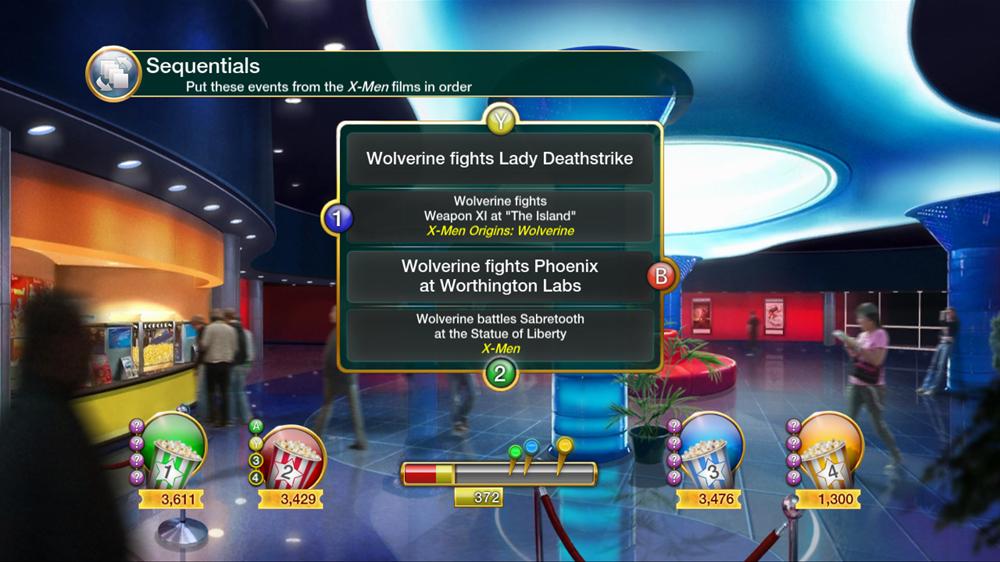 Sequentials
Put these events from the X-Men films in order
Y
Wolverine fights Lady Deathstrike
1
Wolverine fights
Weapon XI at "The Island"
X-Men Origins: Wolverine
Wolverine fights Phoenix
at Worthington Labs
B
Wolverine battles Sabretooth
at the Statue of Liberty
X-Men
2
?
?
?
?
1
3,611
A
Y
3
4
2
3,429
372
?
?
?
?
3
3,476
?
?
?
?
4
1,300